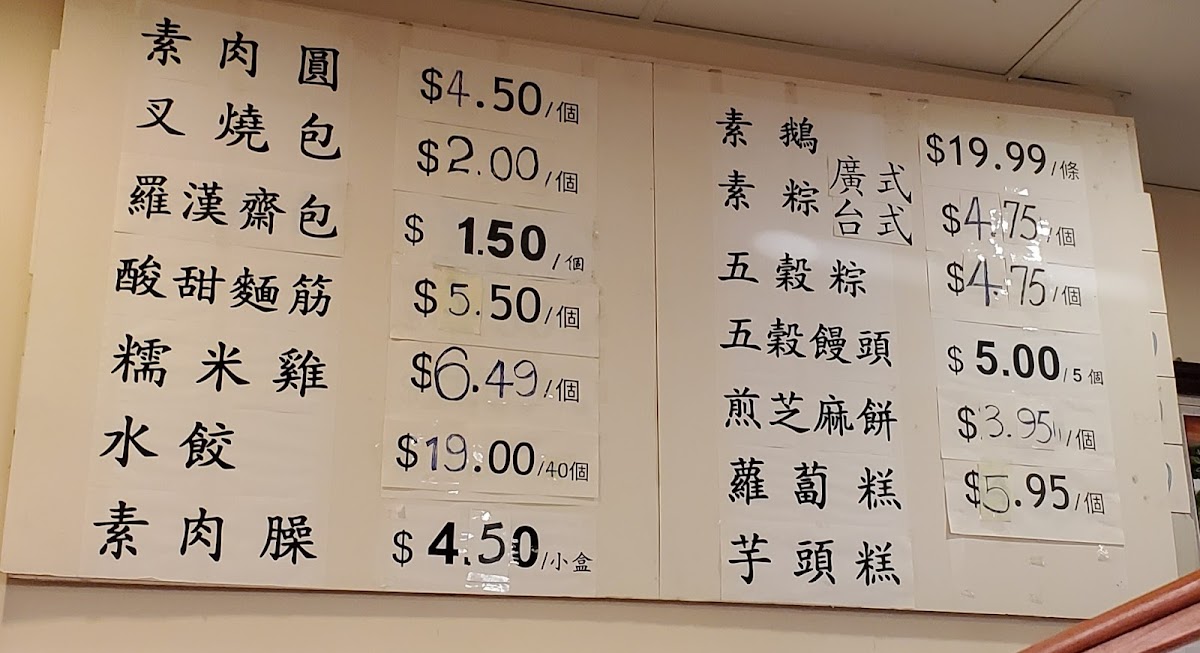 素肉圓 $4.50/個
叉燒包 $2.00/個
羅漢齋包 $1.50/個
酸甜麵筋 $5.50/個
糯米雞 $6.49/個
水餃 $19.00/40個
素肉臊 $4.50/小盒
素鵝 $19.99/條
素粽 廣式 台式 $4.75/個
五穀粽 $4.75/個
五穀饅頭 $5.00/5個
煎芝麻餅 $3.95/個
蘿蔔糕 $5.95/個
芋頭糕